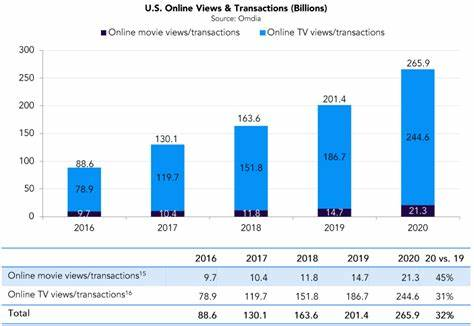 U.S. Online Views & Transactions (Billions)
Source: Omdia
Online movie views/transactions Online TV views/transactions
300
250
200
150
100
50
0
88.6 130.1 163.6 201.4 265.9
78.9 119.7 151.8 186.7 244.6
9.7 10.4 11.8 14.7 21.3
2016 2017 2018 2019 2020
2016 2017 2018 2019 2020 20 vs. 19
Online movie views/transactions15 9.7 10.4 11.8 14.7 21.3 45%
Online TV views/transactions16 78.9 119.7 151.8 186.7 244.6 31%
Total 88.6 130.1 163.6 201.4 265.9 32%